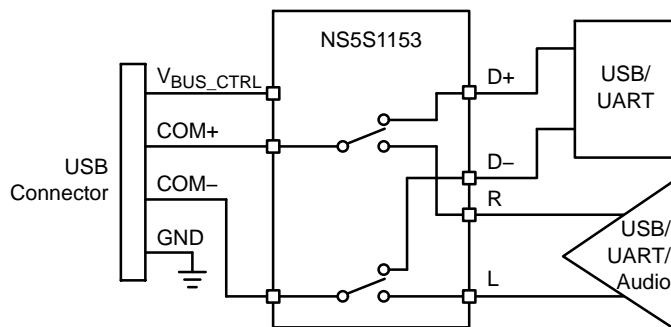 NS5S1153
VBUS_CTRL
COM+
COM−
GND
USB
Connector
D+
D−
R
L
USB/
UART
USB/
UART/
Audio